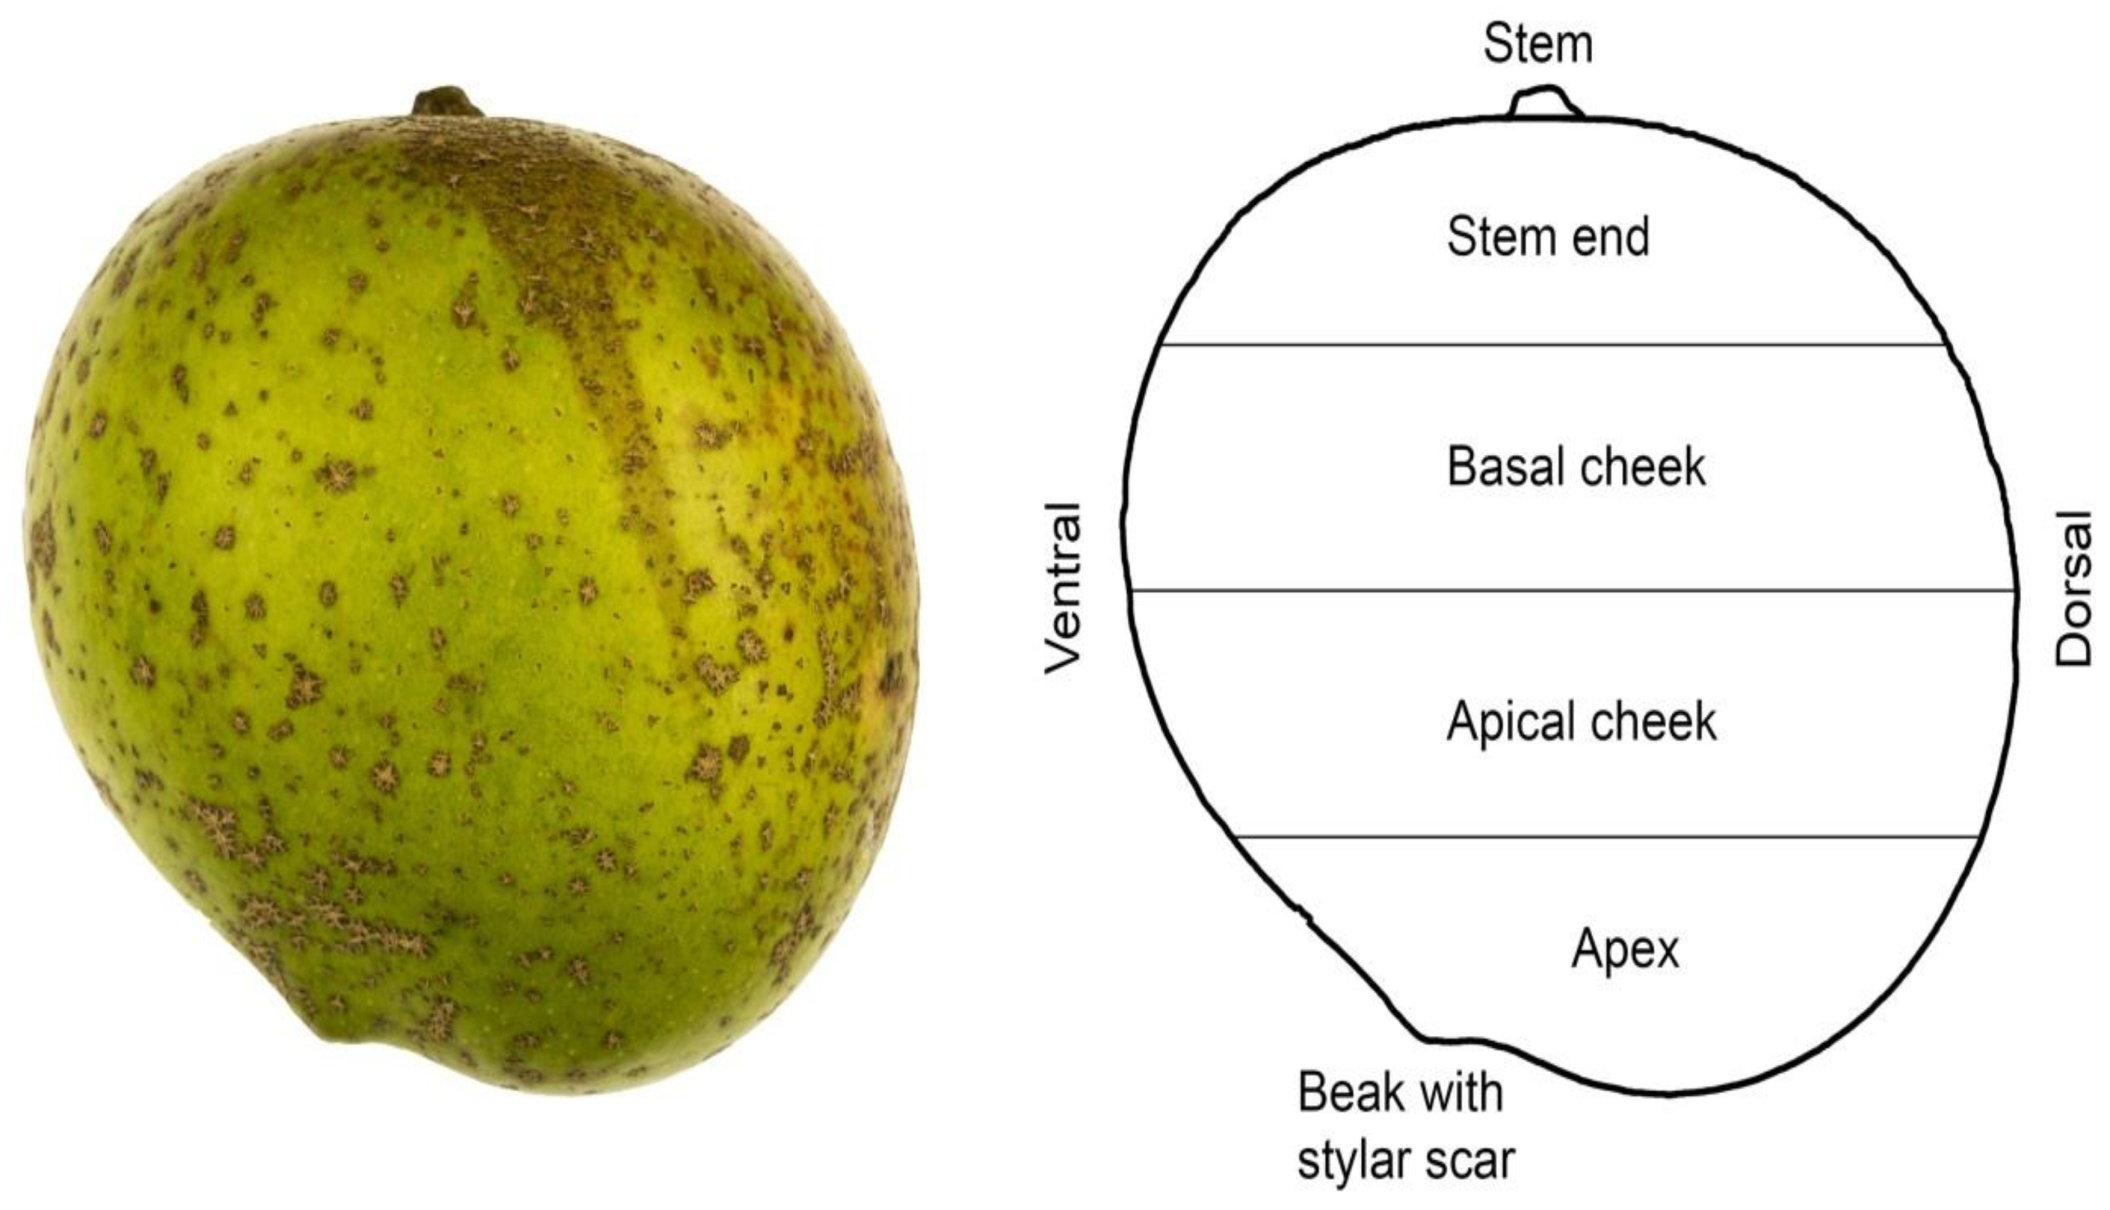 Stem
Stem end
Basal cheek
Ventral
Dorsal
Apical cheek
Apex
Beak with
stylar scar